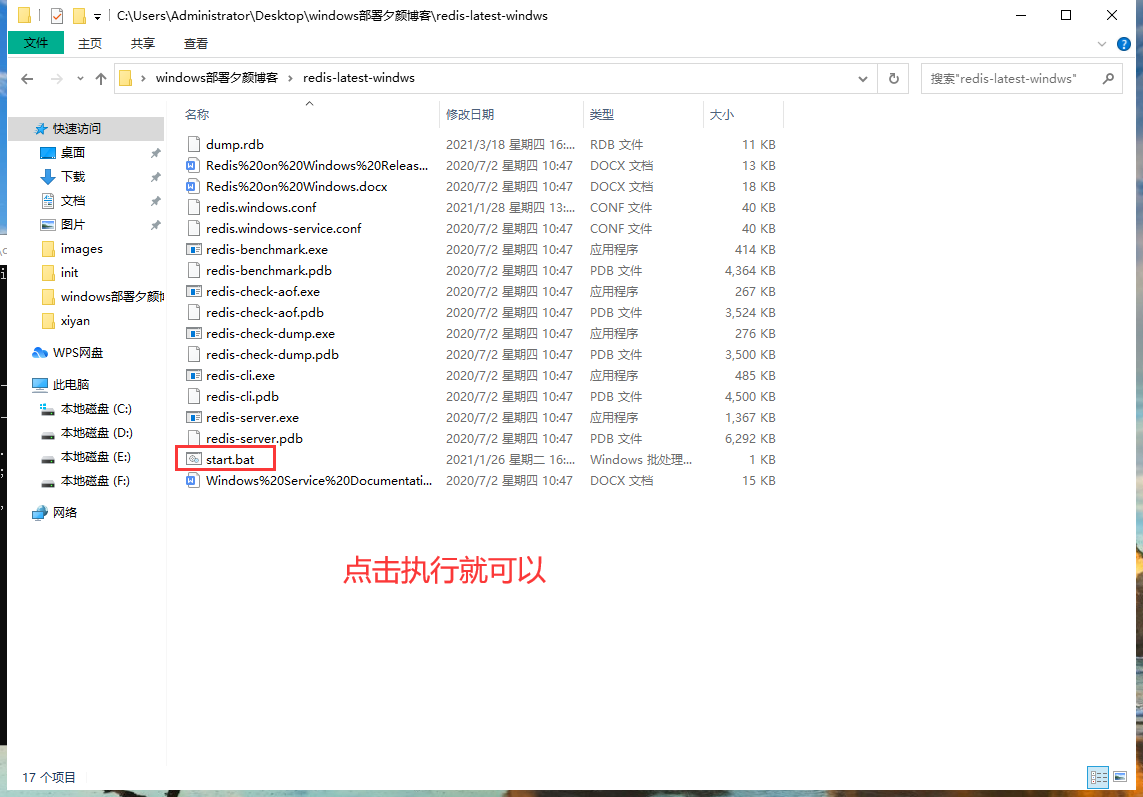 C:\Users\Administrator\Desktop\windows部署夕颜博客\redis-latest-windws
文件 主页 共享 查看
windows部署夕颜博客 redis-latest-windws 搜索"redis-latest-windws"
名称 修改日期 类型 大小
快速访问
桌面
下载
文档
图片
images
init
windows部署夕颜博
xiyan
WPS网盘
此电脑
本地磁盘 (C:)
本地磁盘 (D:)
本地磁盘 (E:)
本地磁盘 (F:)
网络
dump.rdb 2021/3/18 星期四 16:... RDB 文件 11 KB
Redis%20on%20Windows%20Releas... 2020/7/2 星期四 10:47 DOCX 文档 13 KB
Redis%20on%20Windows.docx 2020/7/2 星期四 10:47 DOCX 文档 18 KB
redis.windows.conf 2021/1/28 星期四 13:... CONF 文件 40 KB
redis.windows-service.conf 2020/7/2 星期四 10:47 CONF 文件 40 KB
redis-benchmark.exe 2020/7/2 星期四 10:47 应用程序 414 KB
redis-benchmark.pdb 2020/7/2 星期四 10:47 PDB 文件 4,364 KB
redis-check-aof.exe 2020/7/2 星期四 10:47 应用程序 267 KB
redis-check-aof.pdb 2020/7/2 星期四 10:47 PDB 文件 3,524 KB
redis-check-dump.exe 2020/7/2 星期四 10:47 应用程序 276 KB
redis-check-dump.pdb 2020/7/2 星期四 10:47 PDB 文件 3,500 KB
redis-cli.exe 2020/7/2 星期四 10:47 应用程序 485 KB
redis-cli.pdb 2020/7/2 星期四 10:47 PDB 文件 4,500 KB
redis-server.exe 2020/7/2 星期四 10:47 应用程序 1,367 KB
redis-server.pdb 2020/7/2 星期四 10:47 PDB 文件 6,292 KB
start.bat 2021/1/26 星期二 16:... Windows 批处理... 1 KB
Windows%20Service%20Documentati... 2020/7/2 星期四 10:47 DOCX 文档 15 KB
点击执行就可以
17 个项目